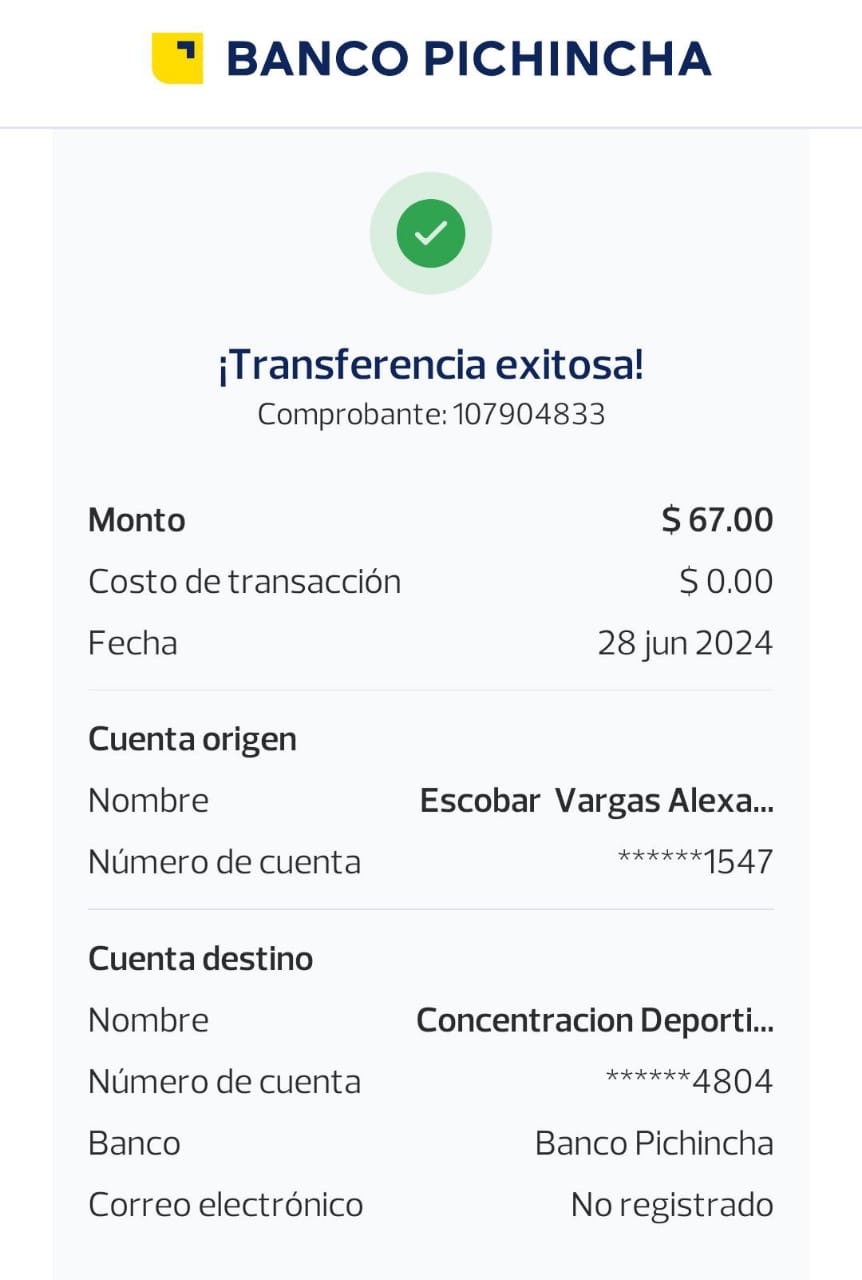 BANCO PICHINCHA
¡Transferencia exitosa!
Comprobante: 107904833
Monto $ 67.00
Costo de transacción $ 0.00
Fecha 28 jun 2024
Cuenta origen
Nombre Escobar Vargas Alexa...
Número de cuenta ******1547
Cuenta destino
Nombre Concentracion Deporti...
Número de cuenta ******4804
Banco Banco Pichincha
Correo electrónico No registrado